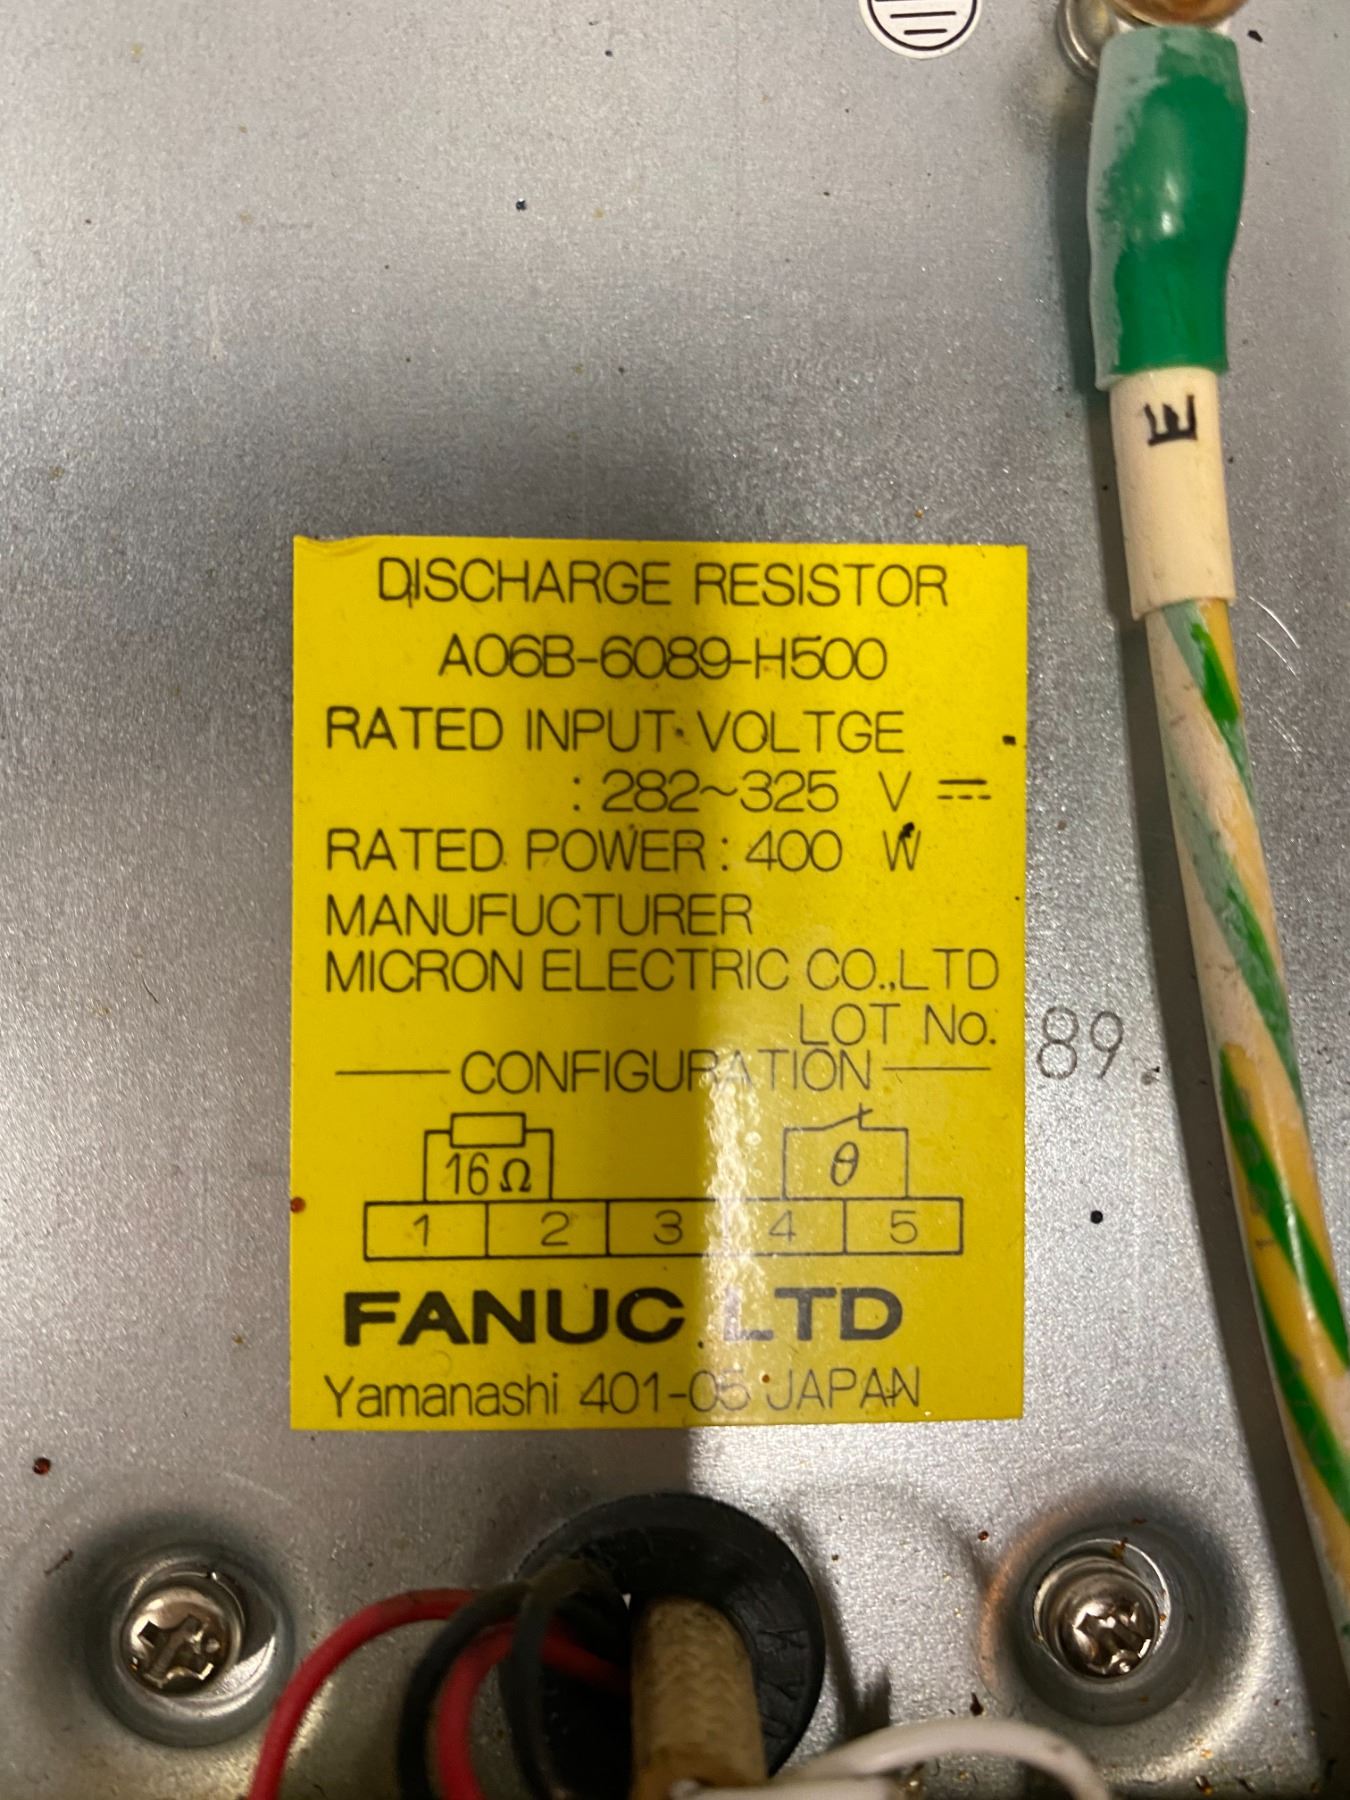 E
DISCHARGE RESISTOR
A06B-6089-H500
RATED INPUT VOLTGE
: 282~325 V ⎓
RATED POWER : 400 W
MANUFUCTURER
MICRON ELECTRIC CO.,LTD
LOT No. 89
CONFIGURATION
16Ω θ
1 2 3 4 5
FANUC LTD
Yamanashi 401-05 JAPAN